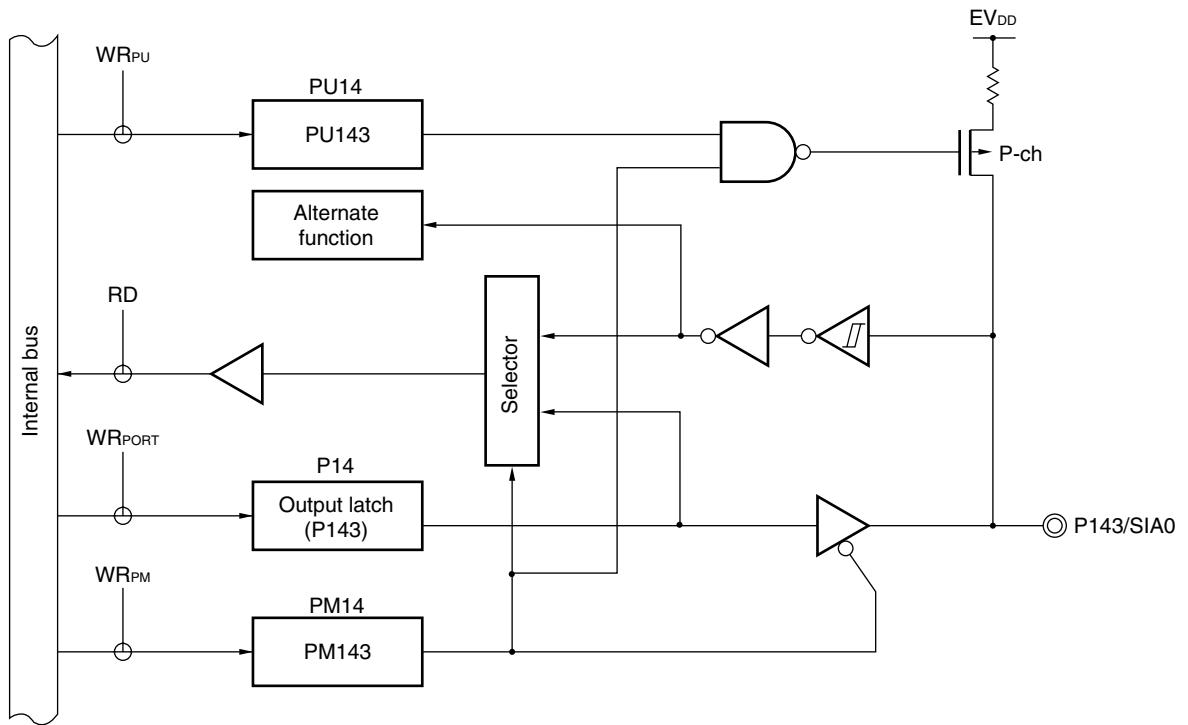 EVDD
WRPU
PU14
PU143
P-ch
Alternate
function
RD
Internal bus
Selector
WRPORT
P14
Output latch
(P143)
P143/SIA0
WRPM
PM14
PM143